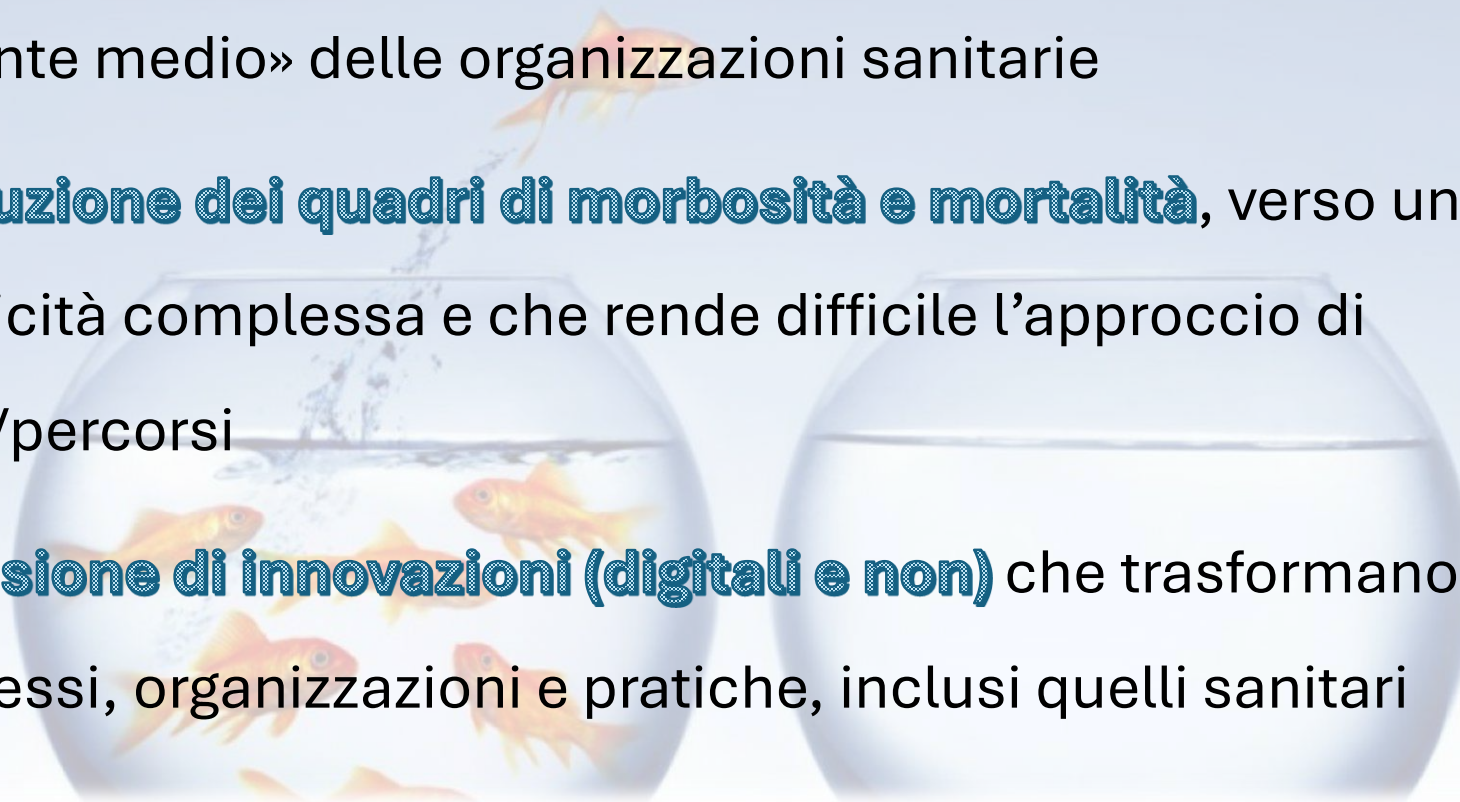 nte medio» delle organizzazioni sanitarie
uzione dei quadri di morbosità e mortalità, verso un
icità complessa e che rende difficile l’approccio di
/percorsi
sione di innovazioni (digitali e non) che trasformano
essi, organizzazioni e pratiche, inclusi quelli sanitari